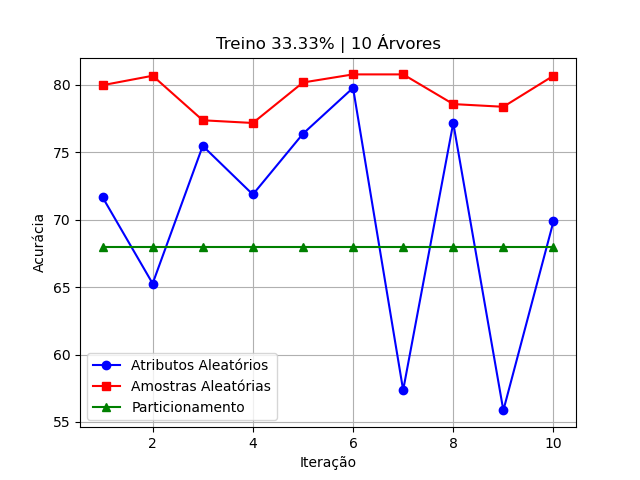 Treino 33.33% | 10 Árvores
Acurácia
80
75
70
65
60
55
Atributos Aleatórios
Amostras Aleatórias
Particionamento
2 4 6 8 10
Iteração